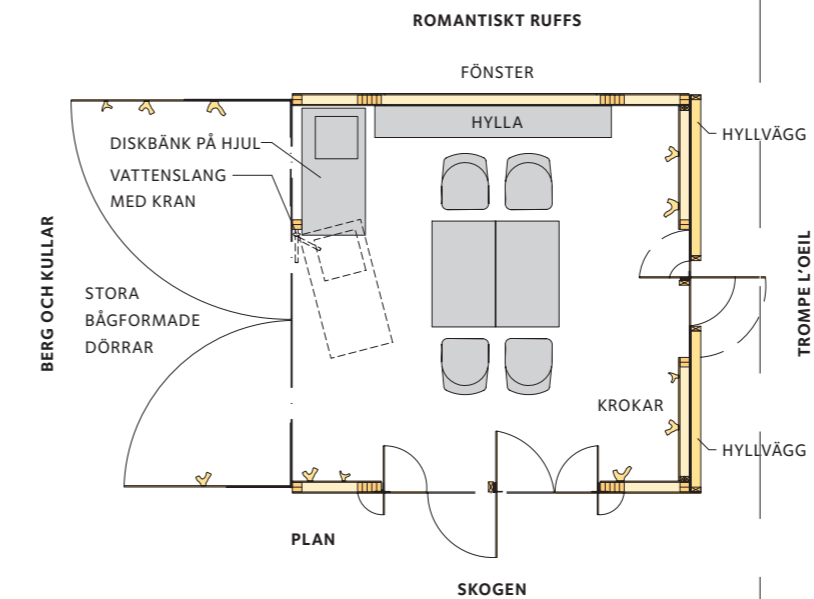 ROMANTISKT RUFFS
FÖNSTER
HYLLA
HYLLVÄGG
DISKBÄNK PÅ HJUL
VATTENSLANG
MED KRAN
BERG OCH KULLAR
TROMPE L'OEIL
STORA
BÅGFORMADE
DÖRRAR
KROKAR
HYLLVÄGG
PLAN
SKOGEN